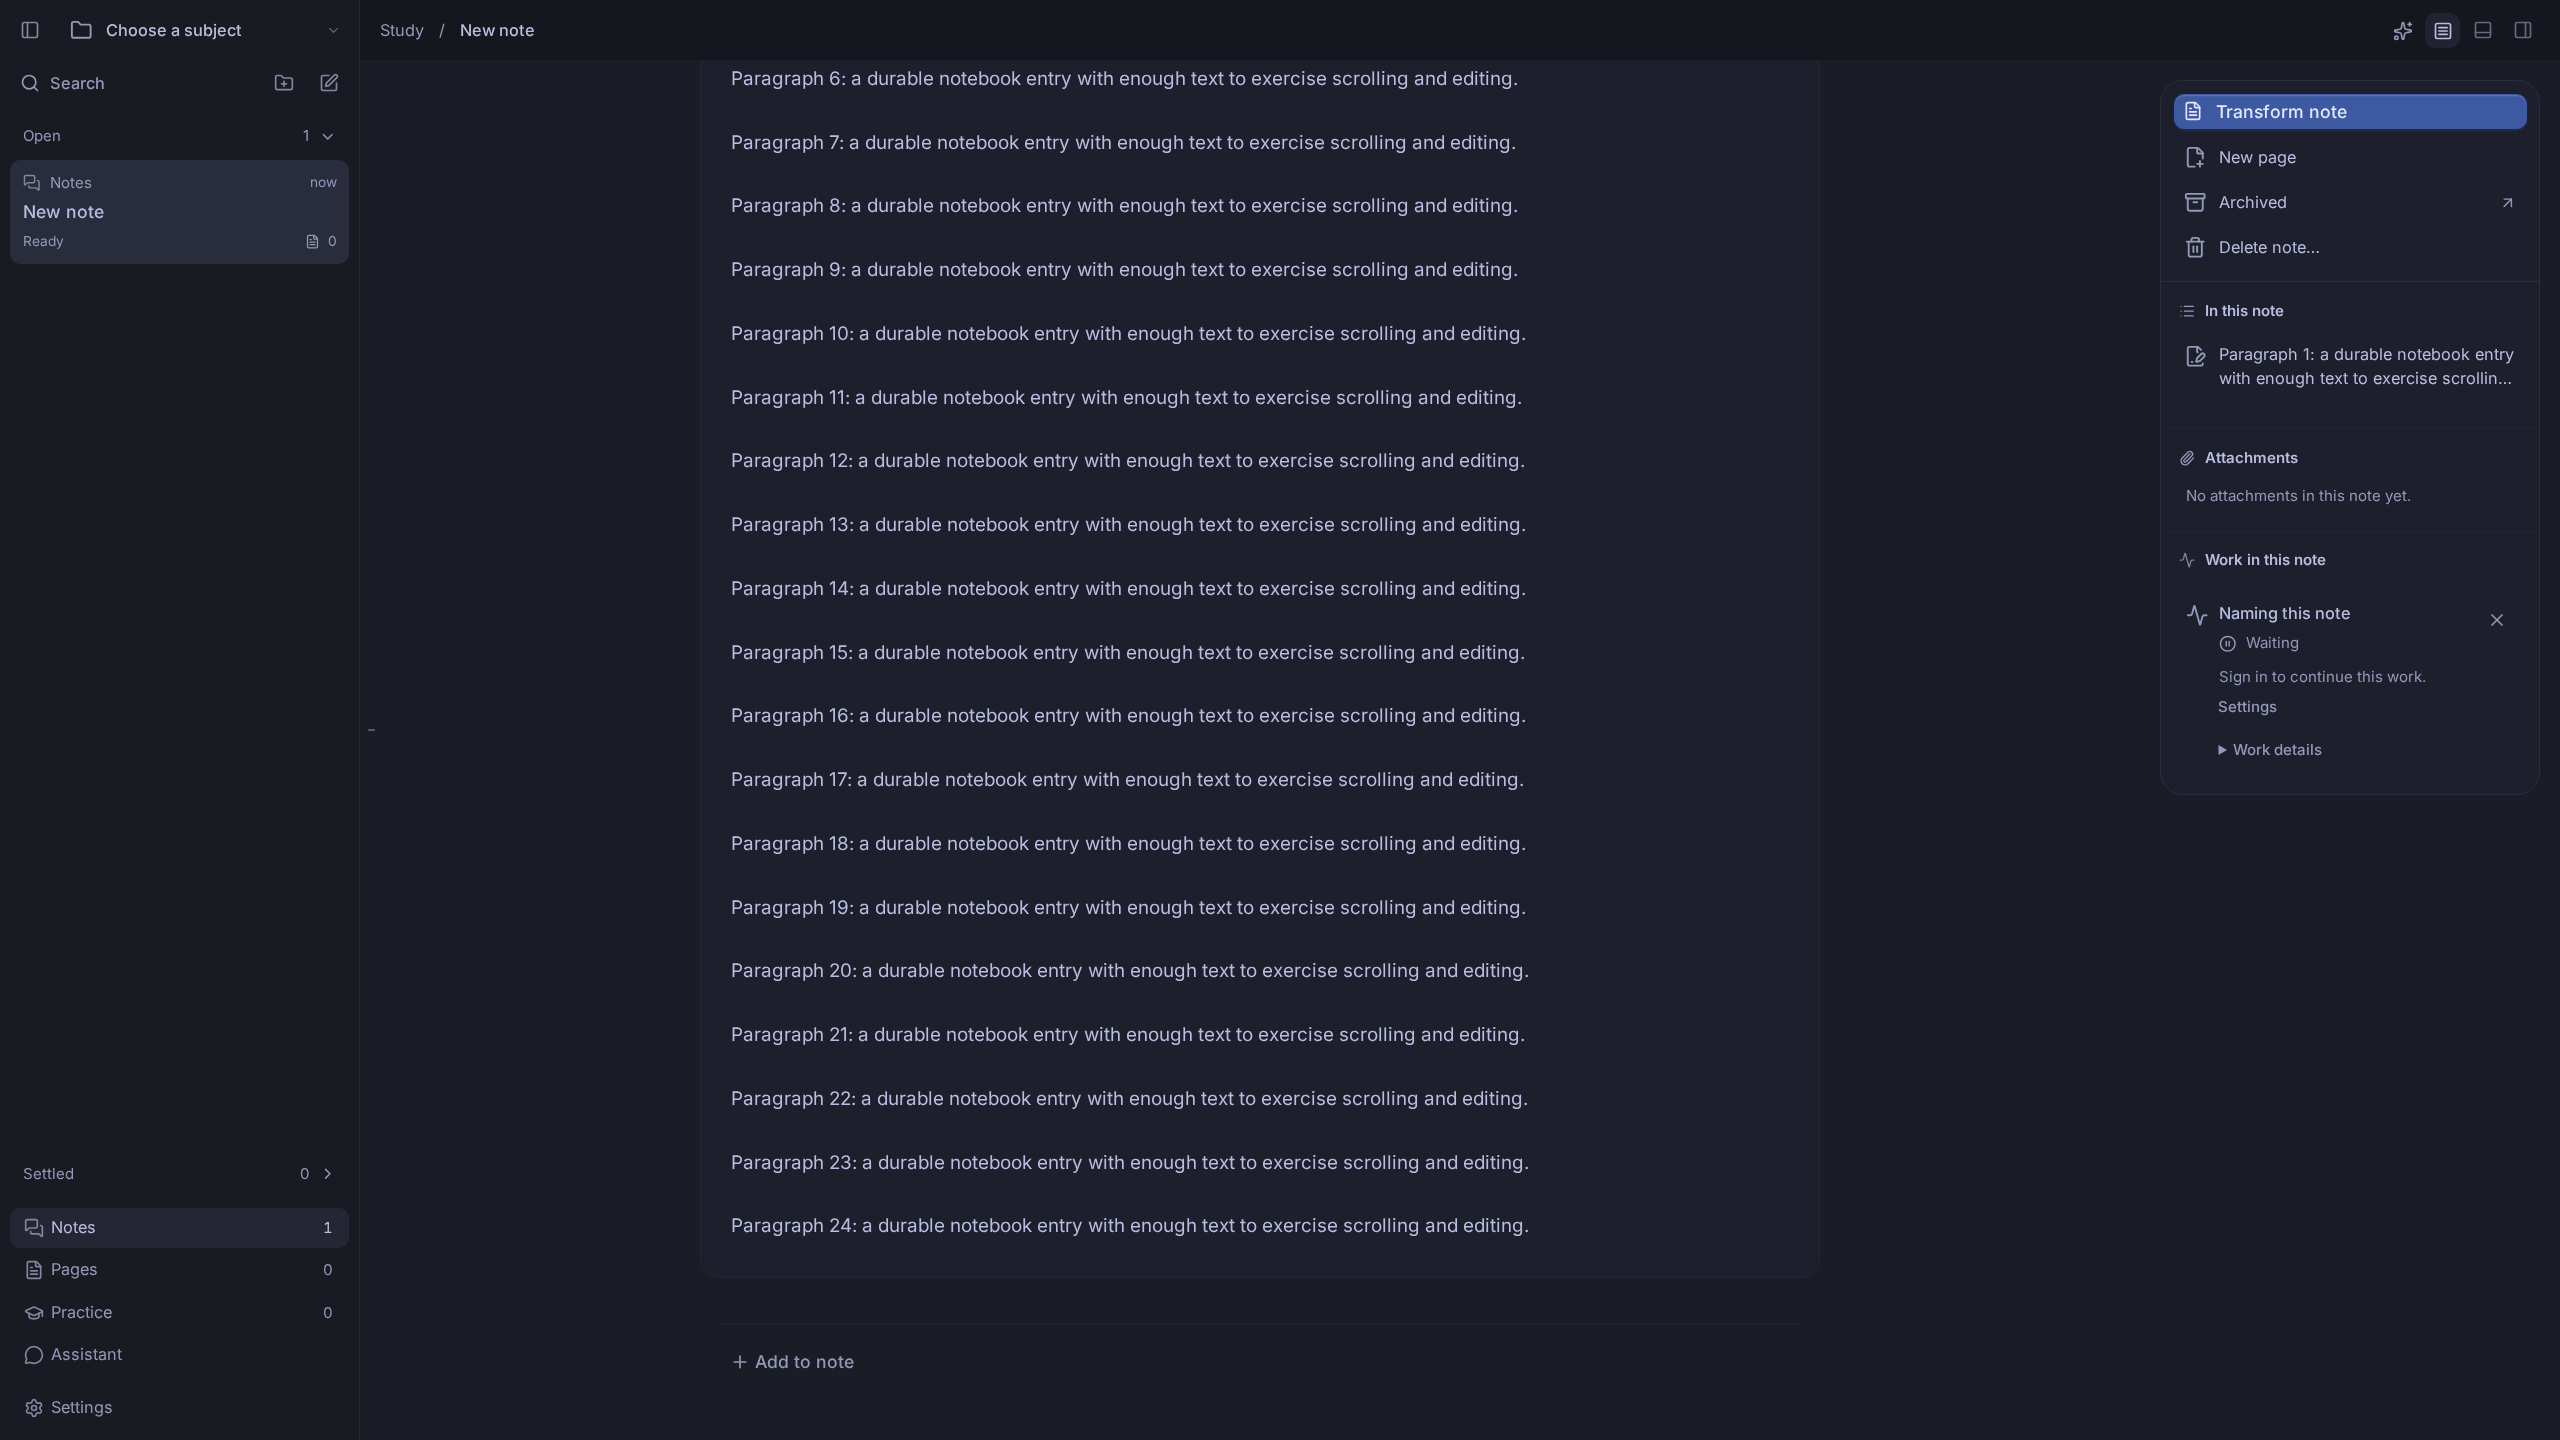 Choose a subject
Search
Open 1
Notes now
New note
Ready 0
Settled 0
Notes 1
Pages 0
Practice 0
Assistant
Settings
Study / New note
Paragraph 6: a durable notebook entry with enough text to exercise scrolling and editing.
Paragraph 7: a durable notebook entry with enough text to exercise scrolling and editing.
Paragraph 8: a durable notebook entry with enough text to exercise scrolling and editing.
Paragraph 9: a durable notebook entry with enough text to exercise scrolling and editing.
Paragraph 10: a durable notebook entry with enough text to exercise scrolling and editing.
Paragraph 11: a durable notebook entry with enough text to exercise scrolling and editing.
Paragraph 12: a durable notebook entry with enough text to exercise scrolling and editing.
Paragraph 13: a durable notebook entry with enough text to exercise scrolling and editing.
Paragraph 14: a durable notebook entry with enough text to exercise scrolling and editing.
Paragraph 15: a durable notebook entry with enough text to exercise scrolling and editing.
Paragraph 16: a durable notebook entry with enough text to exercise scrolling and editing.
Paragraph 17: a durable notebook entry with enough text to exercise scrolling and editing.
Paragraph 18: a durable notebook entry with enough text to exercise scrolling and editing.
Paragraph 19: a durable notebook entry with enough text to exercise scrolling and editing.
Paragraph 20: a durable notebook entry with enough text to exercise scrolling and editing.
Paragraph 21: a durable notebook entry with enough text to exercise scrolling and editing.
Paragraph 22: a durable notebook entry with enough text to exercise scrolling and editing.
Paragraph 23: a durable notebook entry with enough text to exercise scrolling and editing.
Paragraph 24: a durable notebook entry with enough text to exercise scrolling and editing.
Add to note
Transform note
New page
Archived
Delete note...
In this note
Paragraph 1: a durable notebook entry
with enough text to exercise scrollin...
Attachments
No attachments in this note yet.
Work in this note
Naming this note
Waiting
Sign in to continue this work.
Settings
Work details